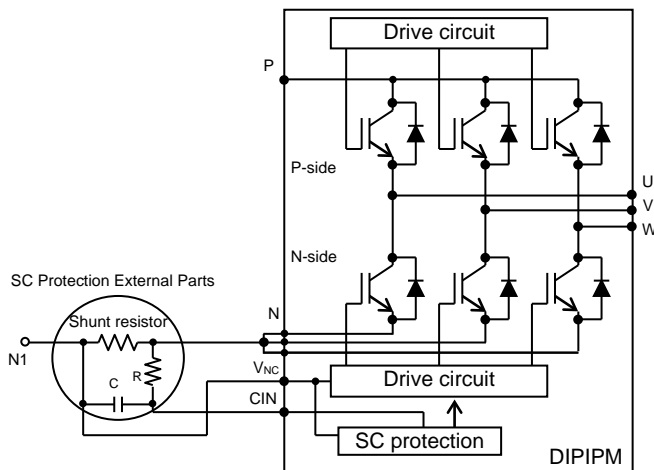 Drive circuit
P
P-side
U
V
W
N-side
SC Protection External Parts
Shunt resistor
N
N1
R
C
VNC
Drive circuit
CIN
SC protection
DIPIPM